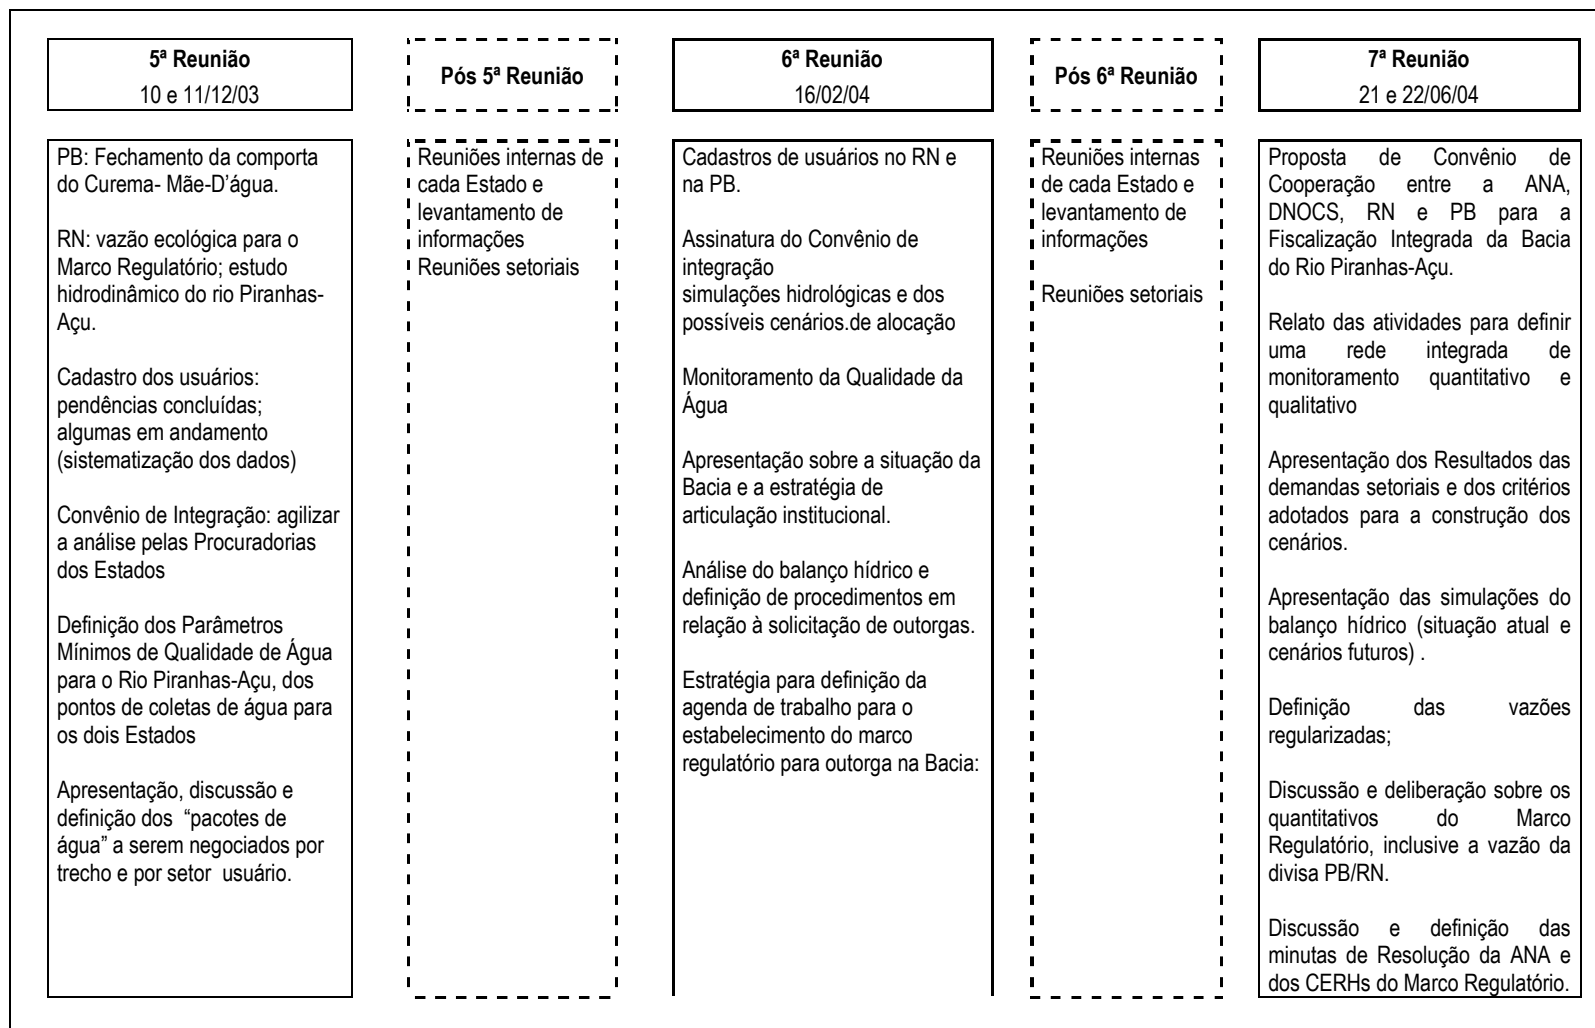 5ª Reunião
10 e 11/12/03
PB: Fechamento da comporta
do Curema- Mãe-D'água.
RN: vazão ecológica para o
Marco Regulatório; estudo
hidrodinâmico do rio Piranhas-
Açu.
Cadastro dos usuários:
pendências concluídas;
algumas em andamento
(sistematização dos dados)
Convênio de Integração: agilizar
a análise pelas Procuradorias
dos Estados
Definição dos Parâmetros
Mínimos de Qualidade de Água
para o Rio Piranhas-Açu, dos
pontos de coletas de água para
os dois Estados
Apresentação, discussão e
definição dos “pacotes de
água” a serem negociados por
trecho e por setor usuário.
Pós 5ª Reunião
Reuniões internas de
cada Estado e
levantamento de
informações
Reuniões setoriais
6ª Reunião
16/02/04
Cadastros de usuários no RN e
na PB.
Assinatura do Convênio de
integração
simulações hidrológicas e dos
possíveis cenários.de alocação
Monitoramento da Qualidade da
Água
Apresentação sobre a situação da
Bacia e a estratégia de
articulação institucional.
Análise do balanço hídrico e
definição de procedimentos em
relação à solicitação de outorgas.
Estratégia para definição da
agenda de trabalho para o
estabelecimento do marco
regulatório para outorga na Bacia:
Pós 6ª Reunião
Reuniões internas
de cada Estado e
levantamento de
informações
Reuniões setoriais
7ª Reunião
21 e 22/06/04
Proposta de Convênio de
Cooperação entre a ANA,
DNOCS, RN e PB para a
Fiscalização Integrada da Bacia
do Rio Piranhas-Açu.
Relato das atividades para definir
uma rede integrada de
monitoramento quantitativo e
qualitativo
Apresentação dos Resultados das
demandas setoriais e dos critérios
adotados para a construção dos
cenários.
Apresentação das simulações do
balanço hídrico (situação atual e
cenários futuros) .
Definição das vazões
regularizadas;
Discussão e deliberação sobre os
quantitativos do Marco
Regulatório, inclusive a vazão da
divisa PB/RN.
Discussão e definição das
minutas de Resolução da ANA e
dos CERHs do Marco Regulatório.